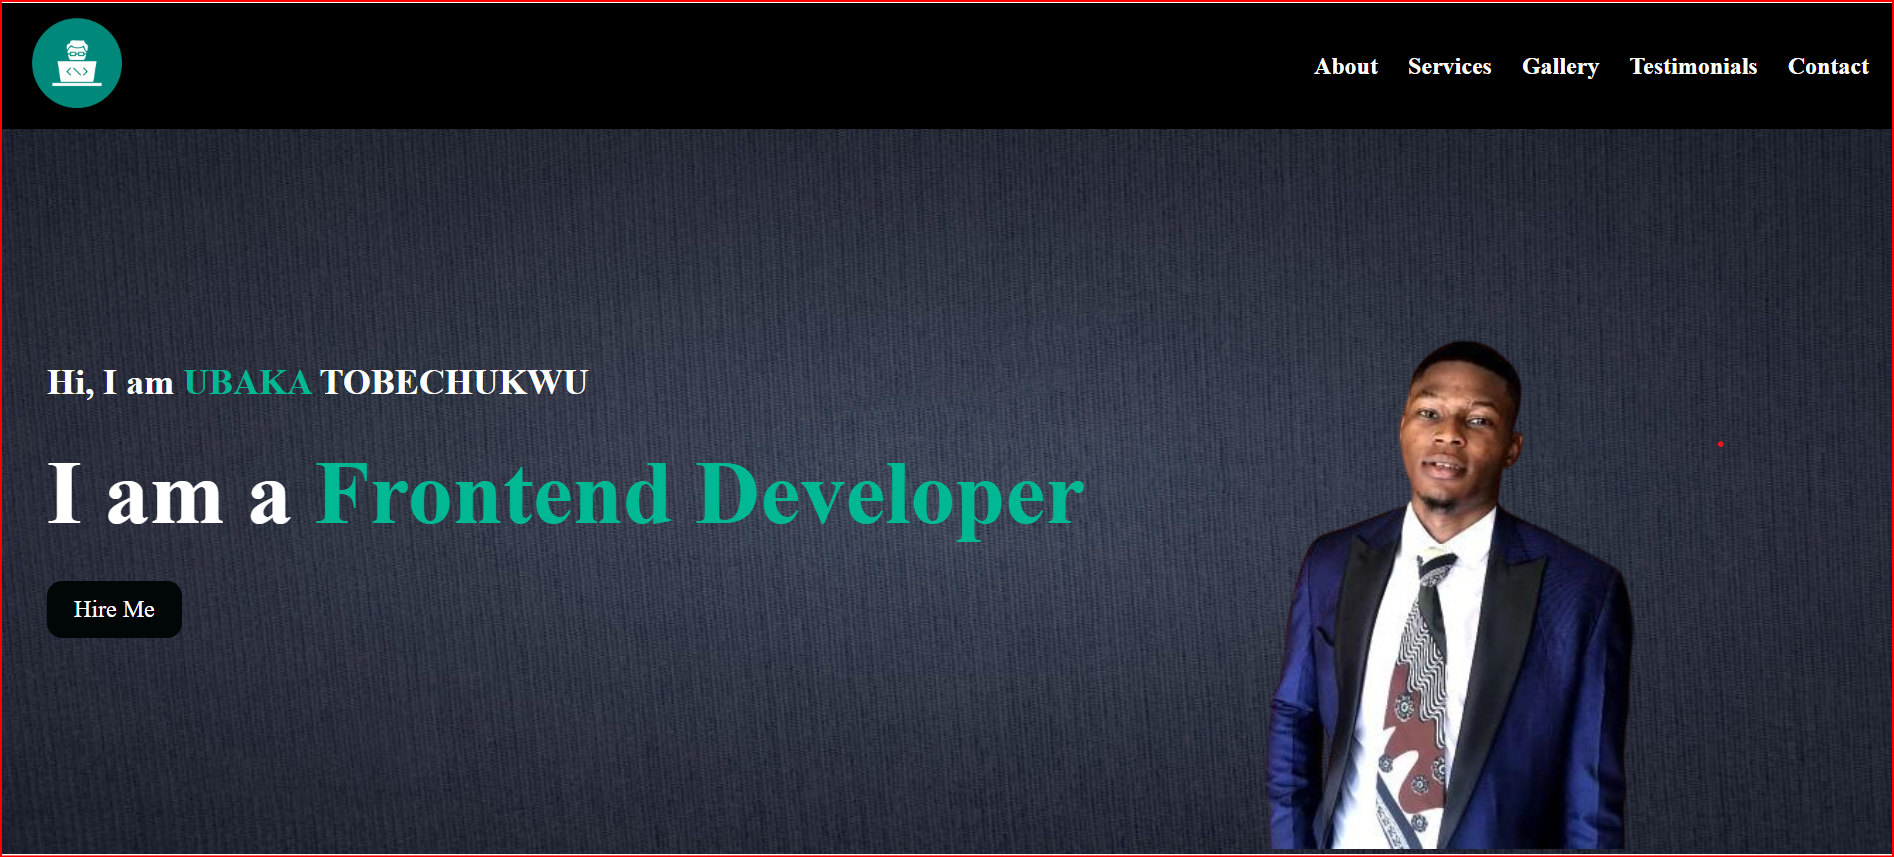 About Services Gallery Testimonials Contact
Hi, I am UBAKA TOBECHUKWU
I am a Frontend Developer
Hire Me